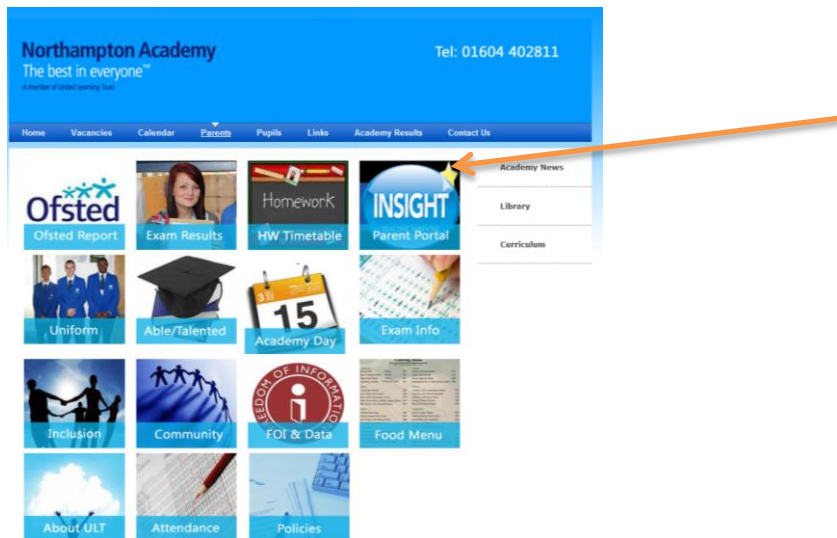 Northampton Academy
Tel: 01604 402811
The best in everyone™
A member of United Learning Trust
Home Vacancies Calendar Parents Pupils Links Academy Results Contact Us
Ofsted
Ofsted Report
Exam Results
Homework
HW Timetable
INSIGHT
Parent Portal
Academy News
Library
Curriculum
Uniform
Able/Talented
15
Academy Day
Exam Info
Inclusion
Community
FREEDOM OF INFORMATION
i
FOI & Data
Food Menu
About ULT
Attendance
Policies